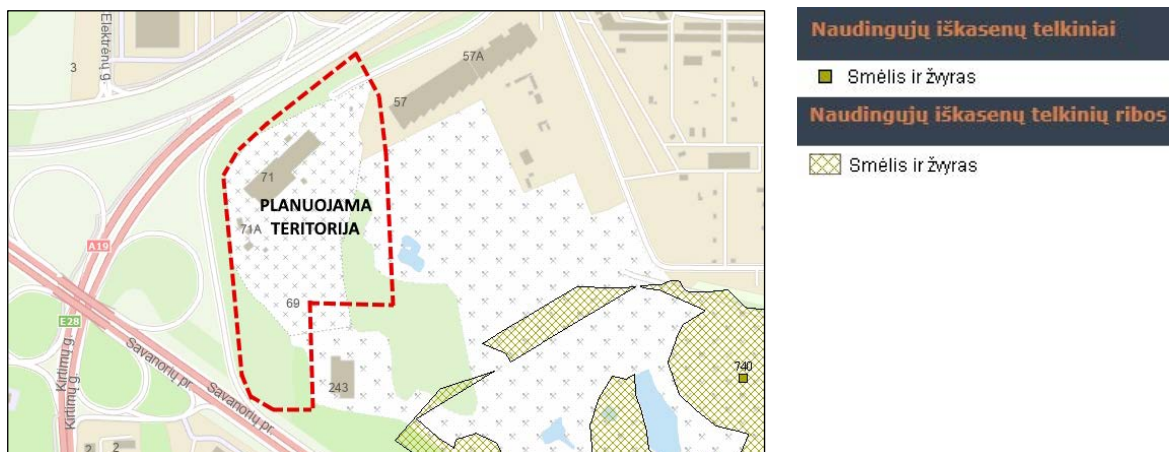 Elektrėnų g.
3
57A
57
71
PLANUOJAMA
TERITORIJA
71A
A19
69
E28
Kirtimų g.
Kirtimų g.
Savanorių pr.
Savanorių pr.
243
740
2
2
Naudingųjų iškasenų telkiniai
Smėlis ir žvyras
Naudingųjų iškasenų telkinių ribos
Smėlis ir žvyras